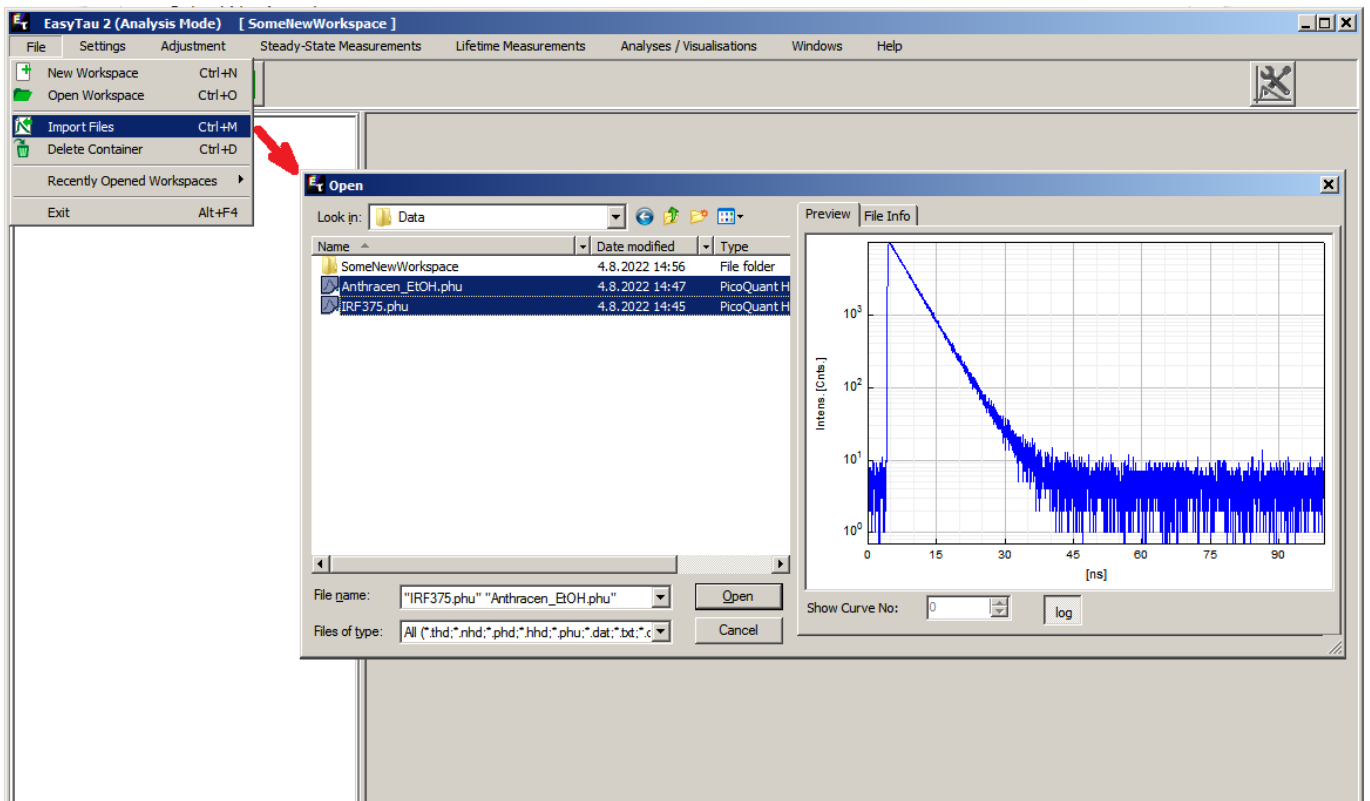 EasyTau 2 (Analysis Mode) [ SomeNewWorkspace ]
File Settings Adjustment Steady-State Measurements Lifetime Measurements Analyses / Visualisations Windows Help
New Workspace Ctrl+N
Open Workspace Ctrl+O
Import Files Ctrl+M
Delete Container Ctrl+D
Recently Opened Workspaces
Exit Alt+F4
Open
Look in: Data
Name Date modified Type
SomeNewWorkspace 4.8.2022 14:56 File folder
Anthracen_EtOH.phu 4.8.2022 14:47 PicoQuant H
IRF375.phu 4.8.2022 14:45 PicoQuant H
File name: "IRF375.phu" "Anthracen_EtOH.phu"
Open
Files of type: All (*.thd;*.nhd;*.phd;*.hhd;*.phu;*.dat;*.txt;*.c
Cancel
Preview File Info
Intens.[Cnts.]
10³
10²
10¹
10⁰
0 15 30 45 60 75 90
[ns]
Show Curve No: 0 log